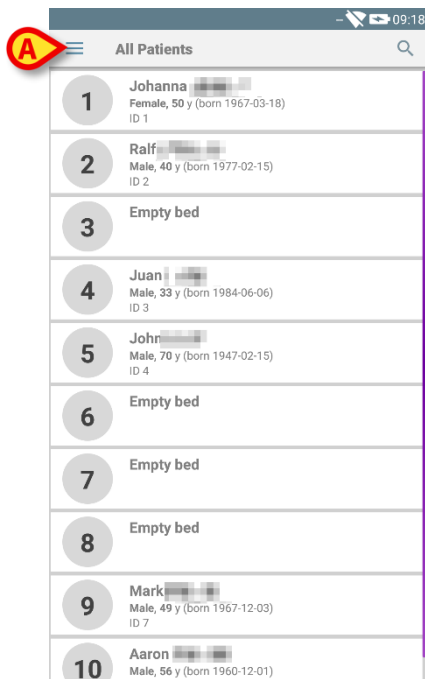 09:18
A
All Patients
1
Johanna
Female, 50 y (born 1967-03-18)
ID 1
2
Ralf
Male, 40 y (born 1977-02-15)
ID 2
3
Empty bed
4
Juan
Male, 33 y (born 1984-06-06)
ID 3
5
John
Male, 70 y (born 1947-02-15)
ID 4
6
Empty bed
7
Empty bed
8
Empty bed
9
Mark
Male, 49 y (born 1967-12-03)
ID 7
10
Aaron
Male, 56 y (born 1960-12-01)